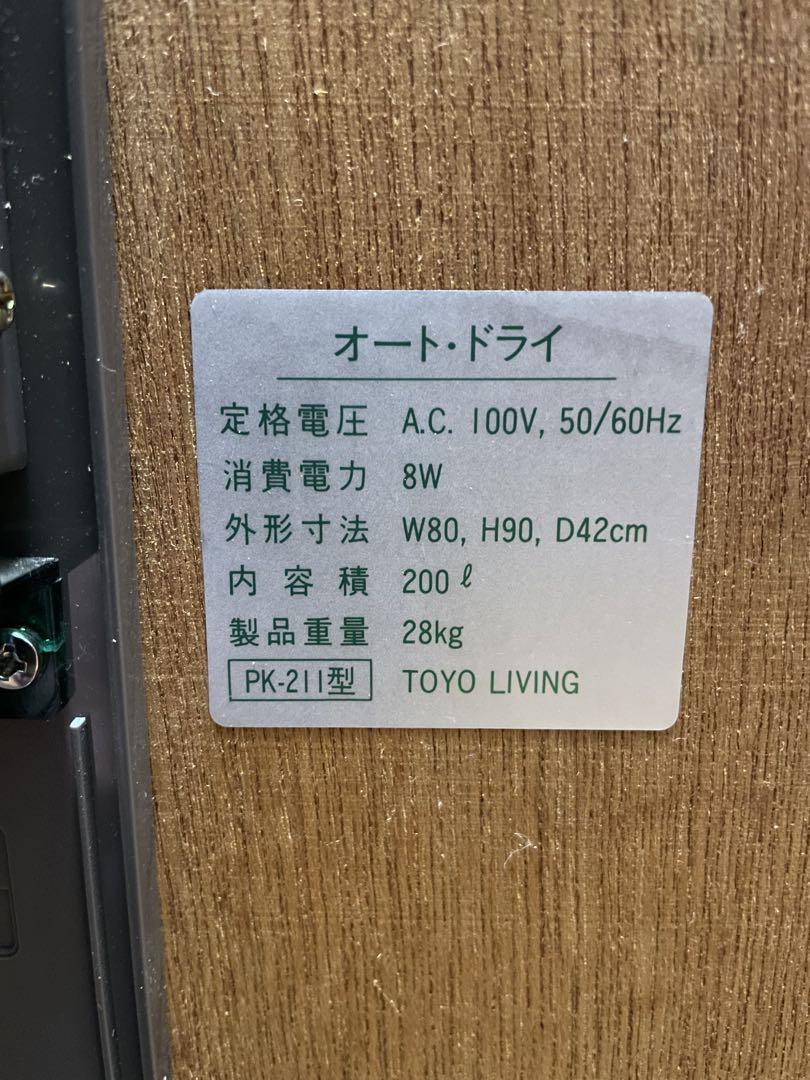 オート・ドライ
定格電圧 A.C. 100V, 50/60Hz
消費電力 8W
外形寸法 W80, H90, D42cm
内容積 200ℓ
製品重量 28kg
PK-211型 TOYO LIVING